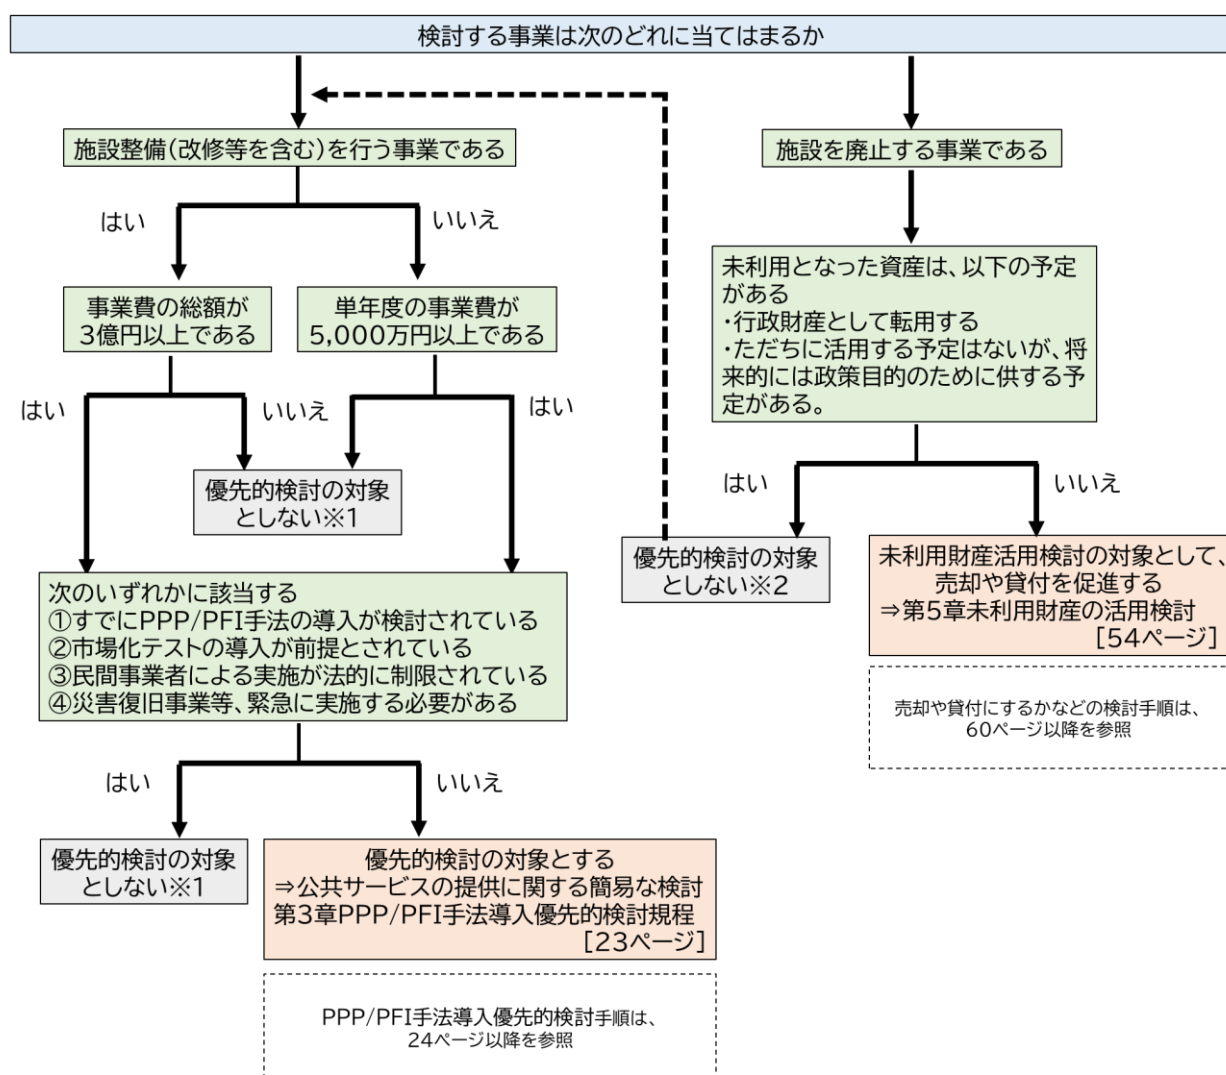 検討する事業は次のどれに当てはまるか
施設整備(改修等を含む)を行う事業である
はい
いいえ
事業費の総額が
3億円以上である
単年度の事業費が
5,000万円以上である
はい
いいえ
はい
優先的検討の対象
としない※1
次のいずれかに該当する
①すでにPPP/PFI手法の導入が検討されている
②市場化テストの導入が前提とされている
③民間事業者による実施が法的に制限されている
④災害復旧事業等、緊急に実施する必要がある
はい
いいえ
優先的検討の対象
としない※1
優先的検討の対象とする
⇒公共サービスの提供に関する簡易な検討
第3章PPP/PFI手法導入優先的検討規程
[23ページ]
PPP/PFI手法導入優先的検討手順は、
24ページ以降を参照
施設を廃止する事業である
未利用となった資産は、以下の予定
がある
・行政財産として転用する
・ただちに活用する予定はないが、将
来的には政策目的のために供する予
定がある。
はい
いいえ
優先的検討の対象
としない※2
未利用財産活用検討の対象として、
売却や貸付を促進する
⇒第5章未利用財産の活用検討
[54ページ]
売却や貸付にするかなどの検討手順は、
60ページ以降を参照